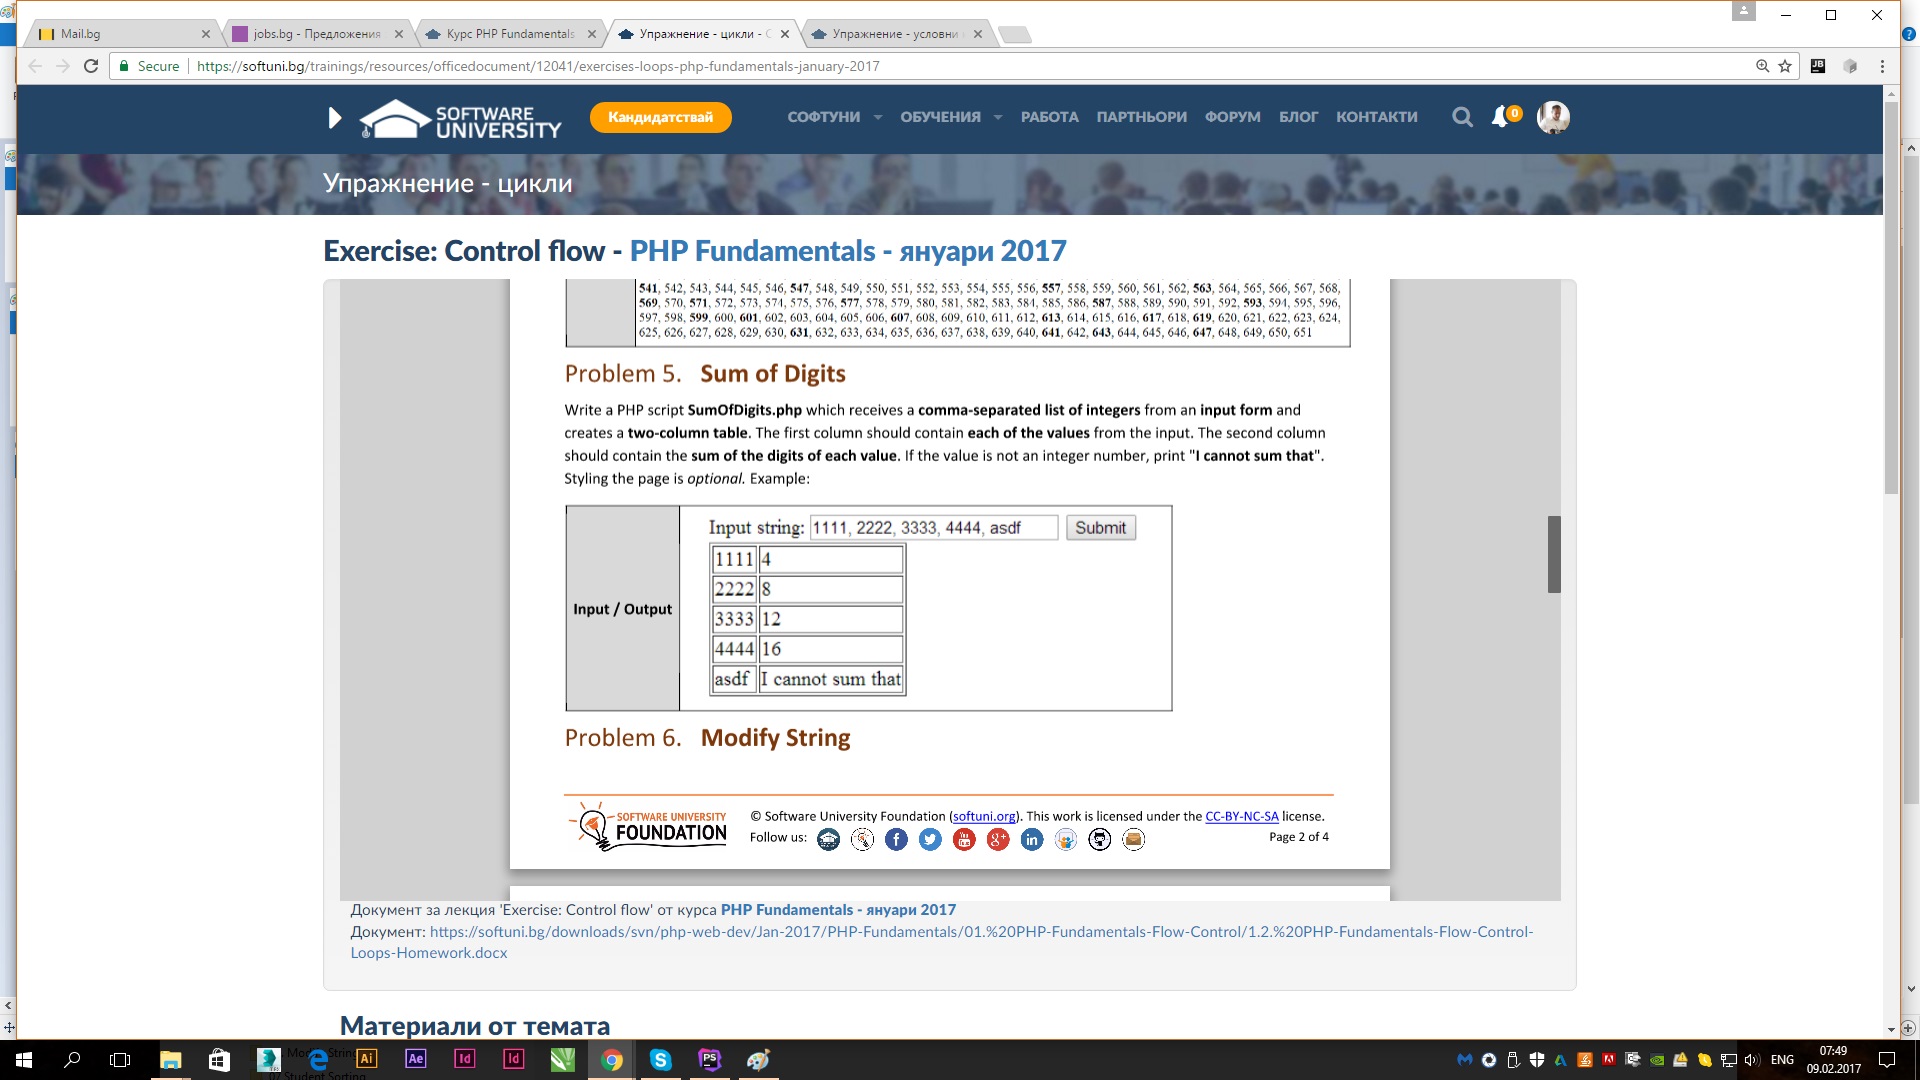 Mail.bg
jobs.bg - Предложения
Курс PHP Fundamentals
Упражнение - цикли - С
Упражнение - условни
Secure
https://softuni.bg/trainings/resources/officedocument/12041/exercises-loops-php-fundamentals-january-2017
SOFTWARE UNIVERSITY
Кандидатствай
СОФТУНИ ОБУЧЕНИЯ РАБОТА ПАРТНЬОРИ ФОРУМ БЛОГ КОНТАКТИ
0
Упражнение - цикли
Exercise: Control flow - PHP Fundamentals - януари 2017
541, 542, 543, 544, 545, 546, 547, 548, 549, 550, 551, 552, 553, 554, 555, 556, 557, 558, 559, 560, 561, 562, 563, 564, 565, 566, 567, 568,
569, 570, 571, 572, 573, 574, 575, 576, 577, 578, 579, 580, 581, 582, 583, 584, 585, 586, 587, 588, 589, 590, 591, 592, 593, 594, 595, 596,
597, 598, 599, 600, 601, 602, 603, 604, 605, 606, 607, 608, 609, 610, 611, 612, 613, 614, 615, 616, 617, 618, 619, 620, 621, 622, 623, 624,
625, 626, 627, 628, 629, 630, 631, 632, 633, 634, 635, 636, 637, 638, 639, 640, 641, 642, 643, 644, 645, 646, 647, 648, 649, 650, 651
Problem 5. Sum of Digits
Write a PHP script SumOfDigits.php which receives a comma-separated list of integers from an input form and
creates a two-column table. The first column should contain each of the values from the input. The second column
should contain the sum of the digits of each value. If the value is not an integer number, print "I cannot sum that".
Styling the page is optional. Example:
Input / Output
Input string: 1111, 2222, 3333, 4444, asdf Submit
1111 4
2222 8
3333 12
4444 16
asdf I cannot sum that
Problem 6. Modify String
SOFTWARE UNIVERSITY
FOUNDATION
© Software University Foundation (softuni.org). This work is licensed under the CC-BY-NC-SA license.
Follow us:
Page 2 of 4
Документ за лекция 'Exercise: Control flow' от курса PHP Fundamentals - януари 2017
Документ: https://softuni.bg/downloads/svn/php-web-dev/Jan-2017/PHP-Fundamentals/01.%20PHP-Fundamentals-Flow-Control/1.2.%20PHP-Fundamentals-Flow-Control-
Loops-Homework.docx
Материали от темата
ENG
07:49
09.02.2017